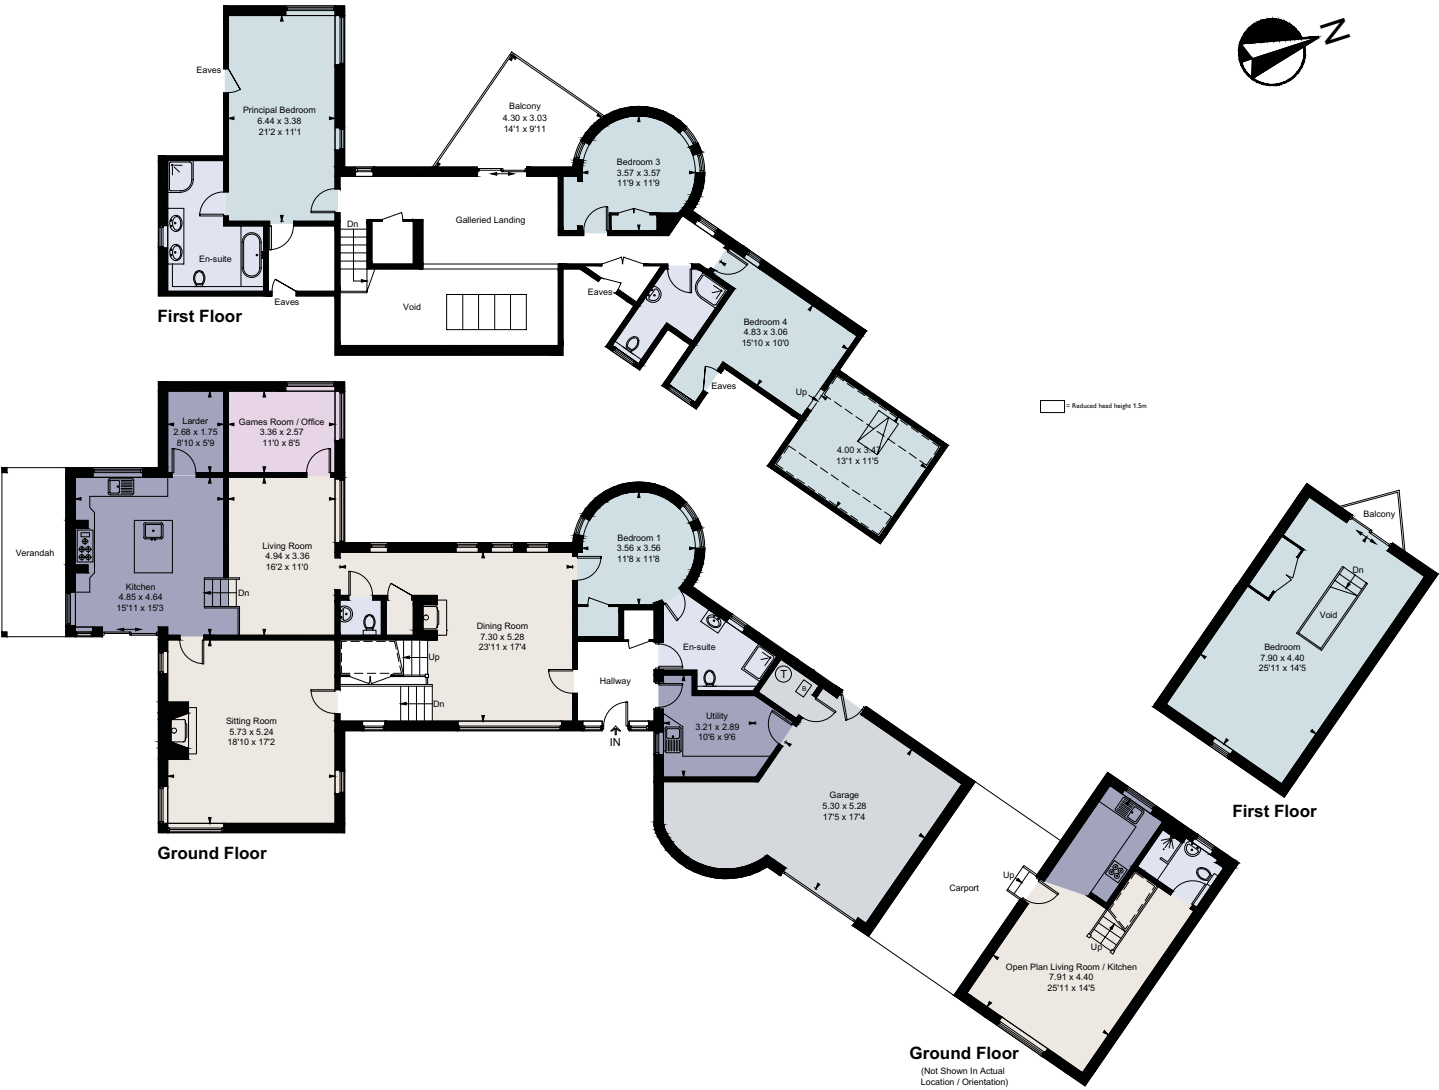 N
Eaves
Principal Bedroom
6.44 x 3.38
21'2 x 11'1
Balcony
4.30 x 3.03
14'1 x 9'11
Bedroom 3
3.57 x 3.57
11'9 x 11'9
Dn
Galleried Landing
En-suite
Eaves
Void
Eaves
First Floor
Bedroom 4
4.83 x 3.06
15'10 x 10'0
Eaves
Up
4.00 x 3.47
13'1 x 11'5
= Reduced head height 1.5m
Larder
2.68 x 1.75
8'10 x 5'9
Games Room / Office
3.36 x 2.57
11'0 x 8'5
Verandah
Living Room
4.94 x 3.36
16'2 x 11'0
Kitchen
4.85 x 4.64
15'11 x 15'3
Dn
Bedroom 1
3.56 x 3.56
11'8 x 11'8
Dining Room
7.30 x 5.28
23'11 x 17'4
Up
Dn
En-suite
Hallway
T
B
Sitting Room
5.73 x 5.24
18'10 x 17'2
Utility
3.21 x 2.89
10'6 x 9'6
IN
Garage
5.30 x 5.28
17'5 x 17'4
Ground Floor
Carport
Balcony
Dn
Void
Bedroom
7.90 x 4.40
25'11 x 14'5
First Floor
Up
Up
Open Plan Living Room / Kitchen
7.91 x 4.40
25'11 x 14'5
Ground Floor
(Not Shown In Actual
Location / Orientation)